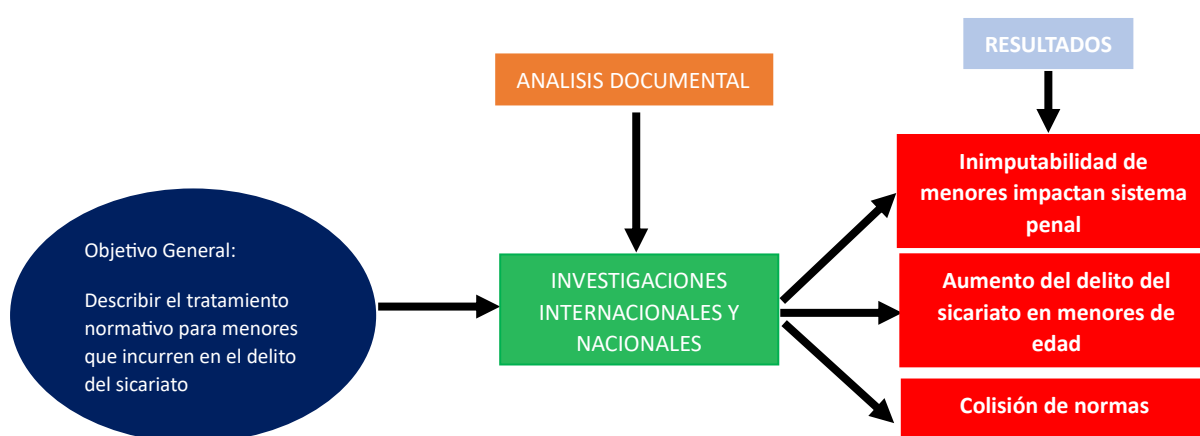 RESULTADOS
ANALISIS DOCUMENTAL
Objetivo General:
Describir el tratamiento
normativo para menores
que incurren en el delito
del sicariato
INVESTIGACIONES
INTERNACIONALES Y
NACIONALES
Inimputabilidad de
menores impactan sistema
penal
Aumento del delito del
sicariato en menores de
edad
Colisión de normas